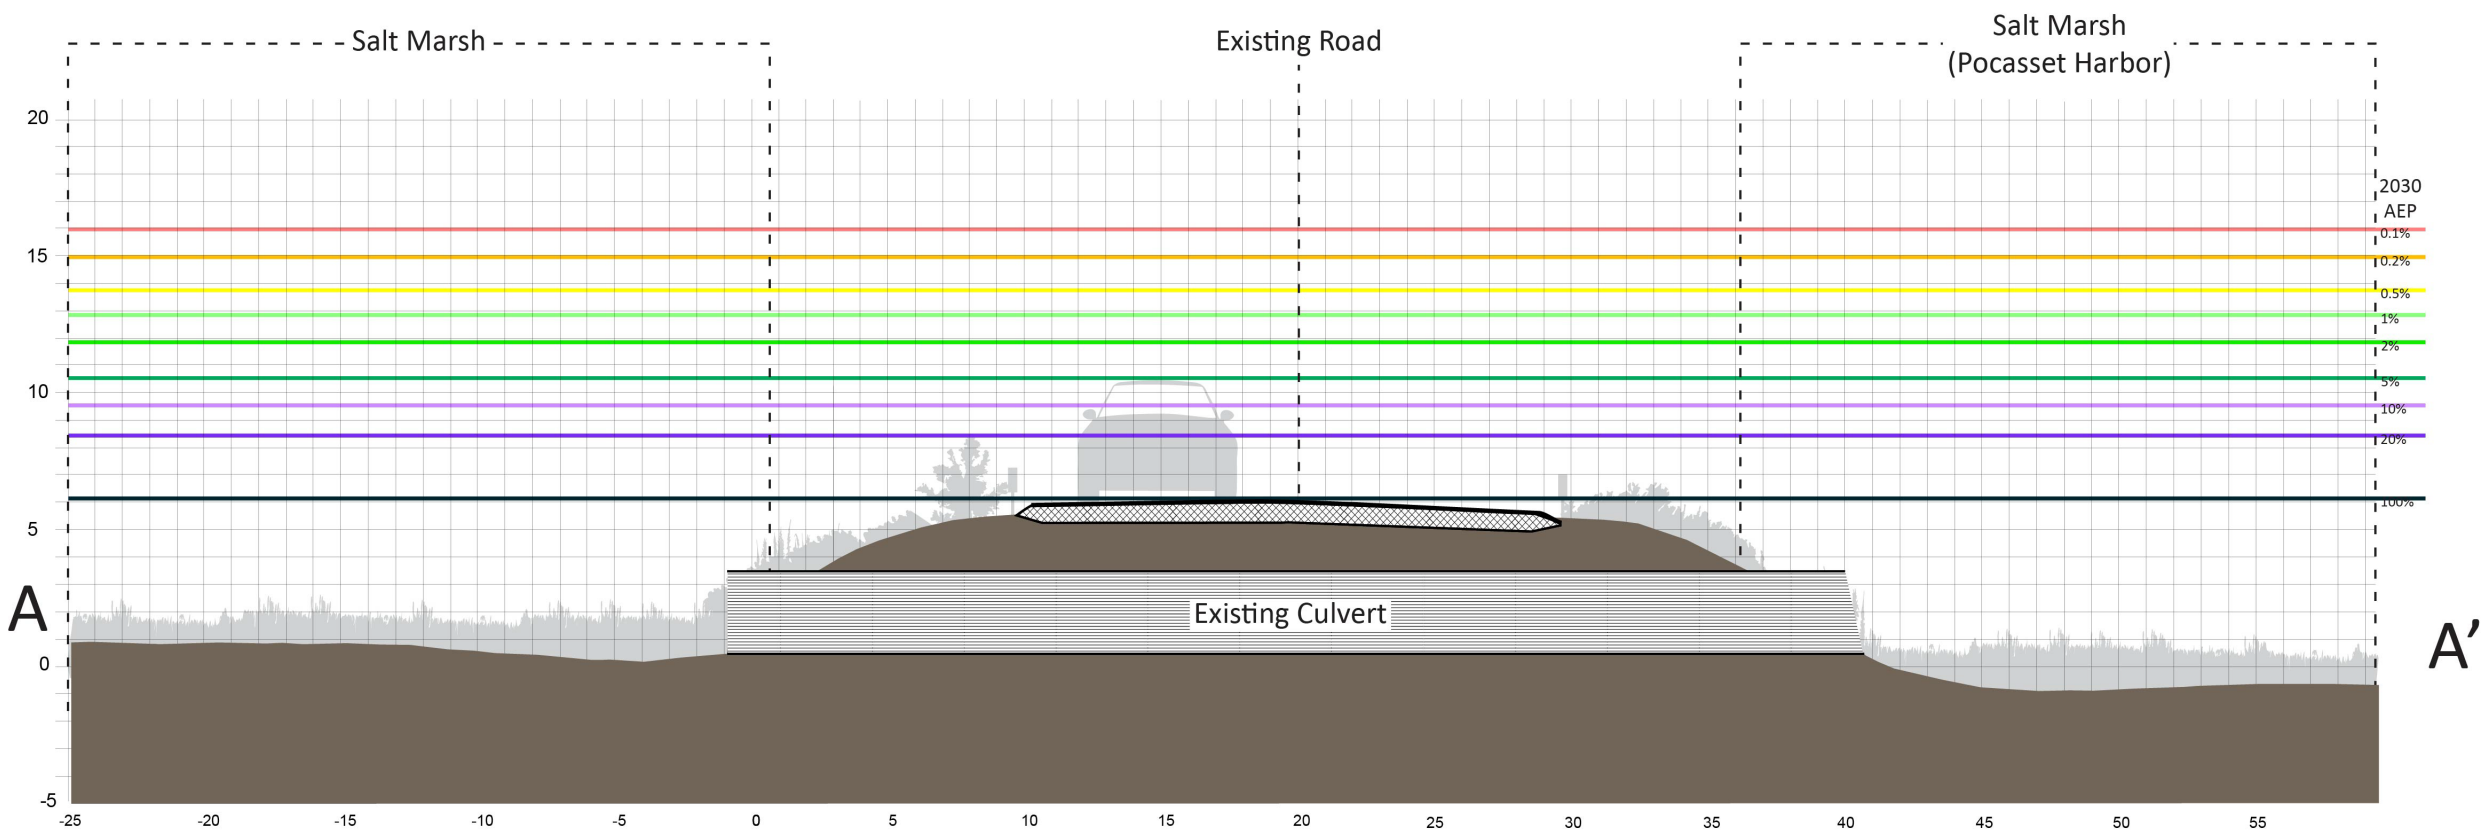 Salt Marsh
Existing Road
Salt Marsh
(Pocasset Harbor)
20
15
10
5
0
-5
2030
AEP
0.1%
0.2%
0.5%
1%
2%
5%
10%
20%
100%
A
Existing Culvert
A’
-25 -20 -15 -10 -5 0 5 10 15 20 25 30 35 40 45 50 55